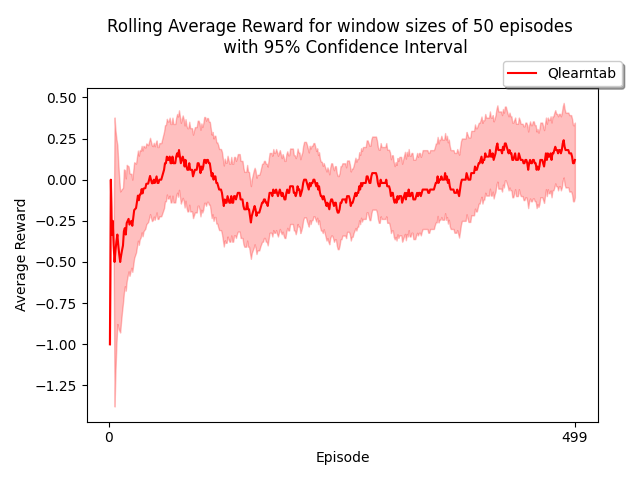 Rolling Average Reward for window sizes of 50 episodes
with 95% Confidence Interval
Qlearntab
0.50
0.25
0.00
−0.25
−0.50
−0.75
−1.00
−1.25
Average Reward
0
499
Episode